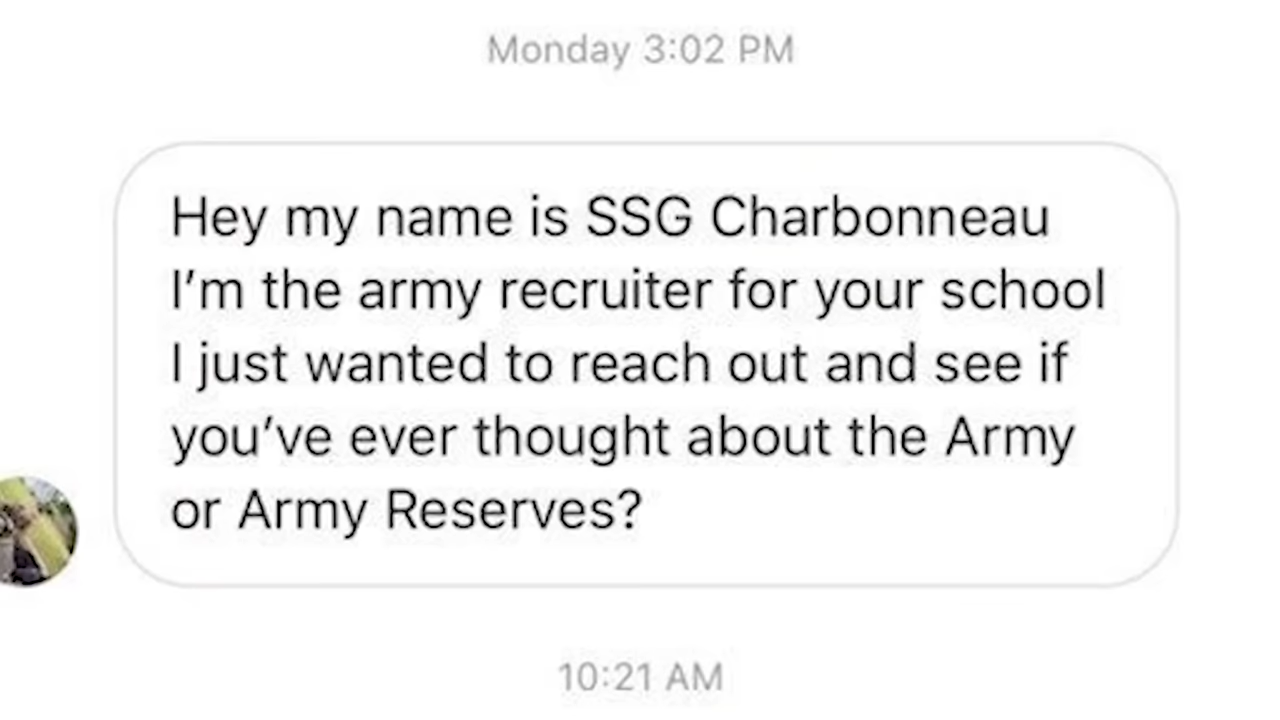 Monday 3:02 PM
Hey my name is SSG Charbonneau
I’m the army recruiter for your school
I just wanted to reach out and see if
you’ve ever thought about the Army
or Army Reserves?
10:21 AM